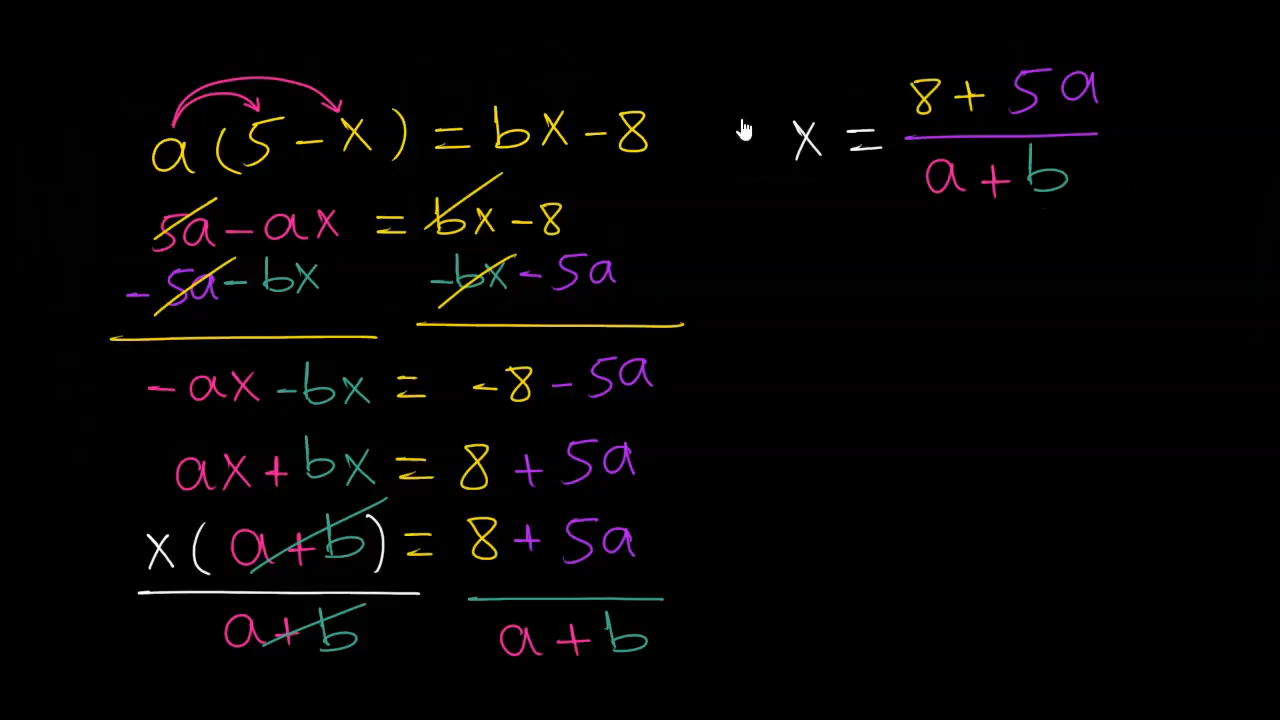 a(5-x) = bx-8
5a-ax = bx-8
-5a-bx -bx-5a
-ax-bx = -8-5a
ax+bx = 8+5a
x(a+b) = 8+5a
a+b a+b
x = 8+5a
a+b